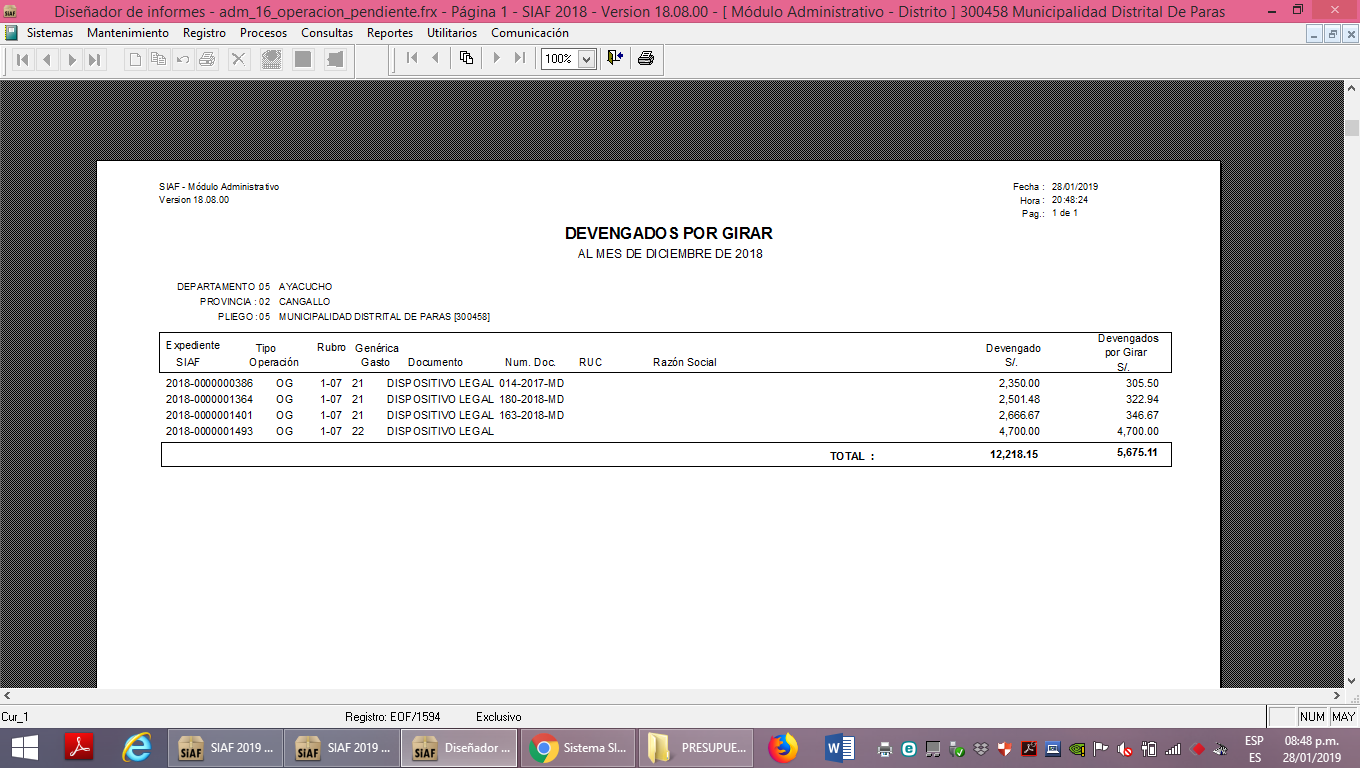 Diseñador de informes - adm_16_operacion_pendiente.frx - Página 1 - SIAF 2018 - Version 18.08.00 - [ Módulo Administrativo - Distrito ] 300458 Municipalidad Distrital De Paras
Sistemas Mantenimiento Registro Procesos Consultas Reportes Utilitarios Comunicación
100%
SIAF - Módulo Administrativo Fecha : 28/01/2019
Version 18.08.00 Hora : 20:48:24
Pag.: 1 de 1
DEVENGADOS POR GIRAR
AL MES DE DICIEMBRE DE 2018
DEPARTAMENTO :05 AYACUCHO
PROVINCIA : 02 CANGALLO
PLIEGO : 05 MUNICIPALIDAD DISTRITAL DE PARAS [300458]
Expediente Tipo Rubro Genérica Devengado Devengados
SIAF Operación Gasto Documento Num. Doc. RUC Razón Social S/. por Girar
S/.
2018-0000000386 OG 1-07 21 DISPOSITIVO LEGAL 014-2017-MD 2,350.00 305.50
2018-0000001364 OG 1-07 21 DISPOSITIVO LEGAL 180-2018-MD 2,501.48 322.94
2018-0000001401 OG 1-07 21 DISPOSITIVO LEGAL 163-2018-MD 2,666.67 346.67
2018-0000001493 OG 1-07 22 DISPOSITIVO LEGAL 4,700.00 4,700.00
TOTAL : 12,218.15 5,675.11
Cur_1 Registro: EOF/1594 Exclusivo NUM MAY
SIAF 2019 ... SIAF 2019 ... Diseñador ... Sistema SI... PRESUPUE... ESP 08:48 p.m.
ES 28/01/2019